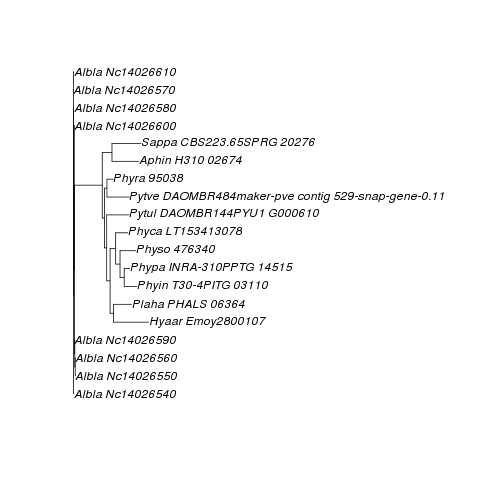 Albla Nc14026610
Albla Nc14026570
Albla Nc14026580
Albla Nc14026600
Sappa CBS223.65SPRG 20276
Aphin H310 02674
Phyra 95038
Pytve DAOMBR484maker-pve contig 529-snap-gene-0.11
Pytul DAOMBR144PYU1 G000610
Phyca LT153413078
Physo 476340
Phypa INRA-310PPTG 14515
Phyin T30-4PITG 03110
Plaha PHALS 06364
Hyaar Emoy2800107
Albla Nc14026590
Albla Nc14026560
Albla Nc14026550
Albla Nc14026540